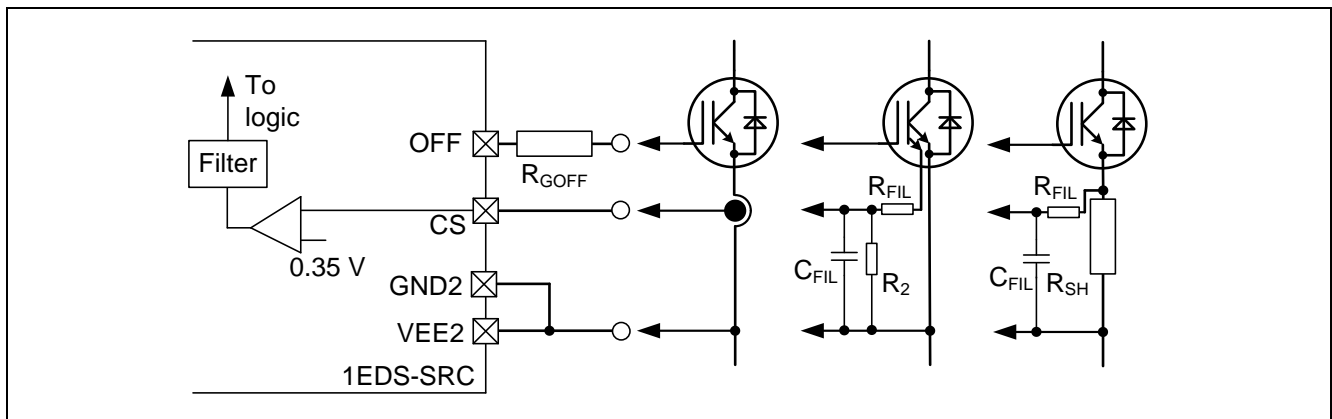 To
logic
Filter
0.35 V
OFF
RGOFF
CS
GND2
VEE2
1EDS-SRC
RFIL
CFIL
R2
RFIL
CFIL
RSH